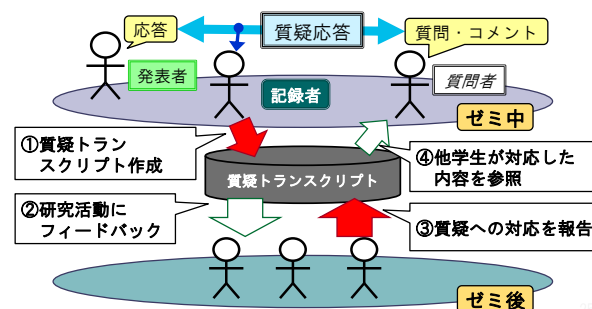 応答
質疑応答
質問・コメント
発表者
記録者
質問者
ゼミ中
①質疑トラン
スクリプト作成
④他学生が対応した
内容を参照
質疑トランスクリプト
②研究活動に
フィードバック
③質疑への対応を報告
ゼミ後